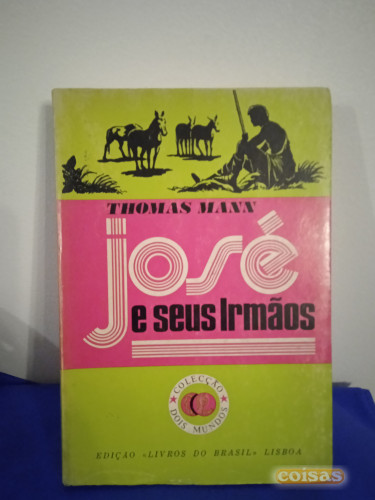 THOMAS MANN
josé
e seus Irmãos
COLECÇÃO
DOIS MUNDOS
EDIÇÃO «LIVROS DO BRASIL» LISBOA
coisas